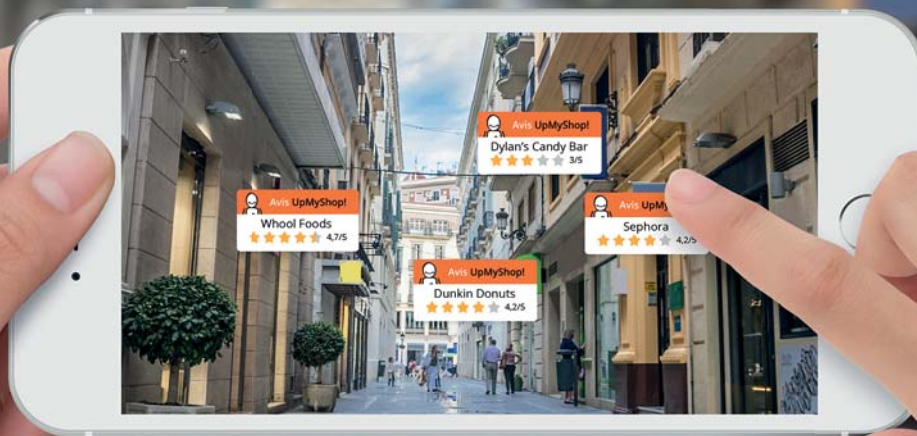 Avis UpMyShop!
Dylan's Candy Bar
3/5
Avis UpMyShop!
Whool Foods
4,7/5
Avis UpMy
Sephora
4,2/5
Avis UpMyShop!
Dunkin Donuts
4,2/5